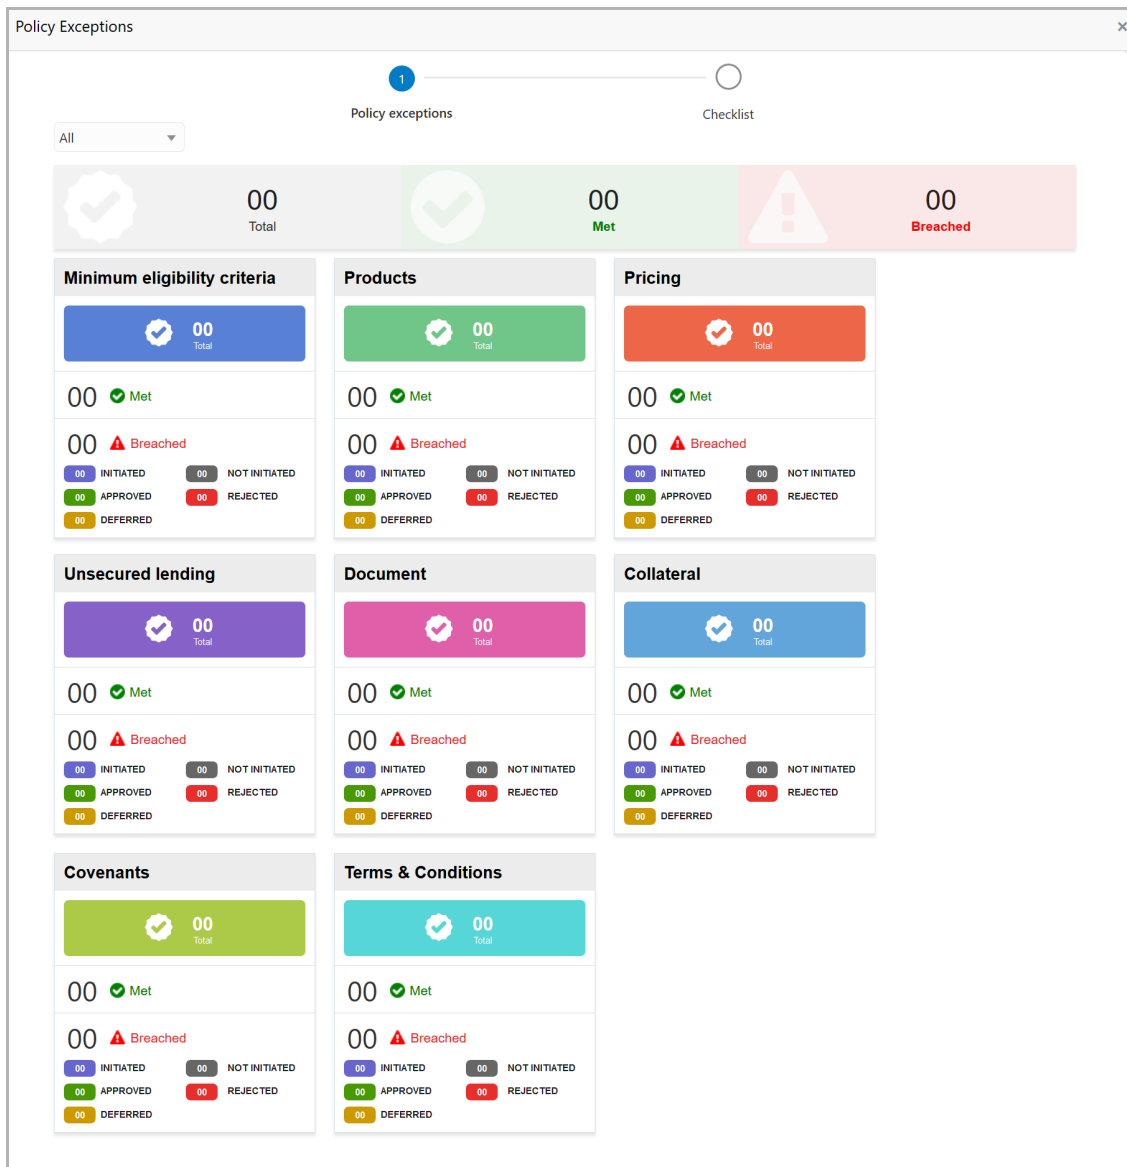 Policy Exceptions ×
1
Policy exceptions
Checklist
All
00 00 00
Total Met Breached
Minimum eligibility criteria Products Pricing
00 00 00
Total Total Total
00 Met 00 Met 00 Met
00 Breached 00 Breached 00 Breached
00 INITIATED 00 NOT INITIATED 00 INITIATED 00 NOT INITIATED 00 INITIATED 00 NOT INITIATED
00 APPROVED 00 REJECTED 00 APPROVED 00 REJECTED 00 APPROVED 00 REJECTED
00 DEFERRED 00 DEFERRED 00 DEFERRED
Unsecured lending Document Collateral
00 00 00
Total Total Total
00 Met 00 Met 00 Met
00 Breached 00 Breached 00 Breached
00 INITIATED 00 NOT INITIATED 00 INITIATED 00 NOT INITIATED 00 INITIATED 00 NOT INITIATED
00 APPROVED 00 REJECTED 00 APPROVED 00 REJECTED 00 APPROVED 00 REJECTED
00 DEFERRED 00 DEFERRED 00 DEFERRED
Covenants Terms & Conditions
00 00
Total Total
00 Met 00 Met
00 Breached 00 Breached
00 INITIATED 00 NOT INITIATED 00 INITIATED 00 NOT INITIATED
00 APPROVED 00 REJECTED 00 APPROVED 00 REJECTED
00 DEFERRED 00 DEFERRED